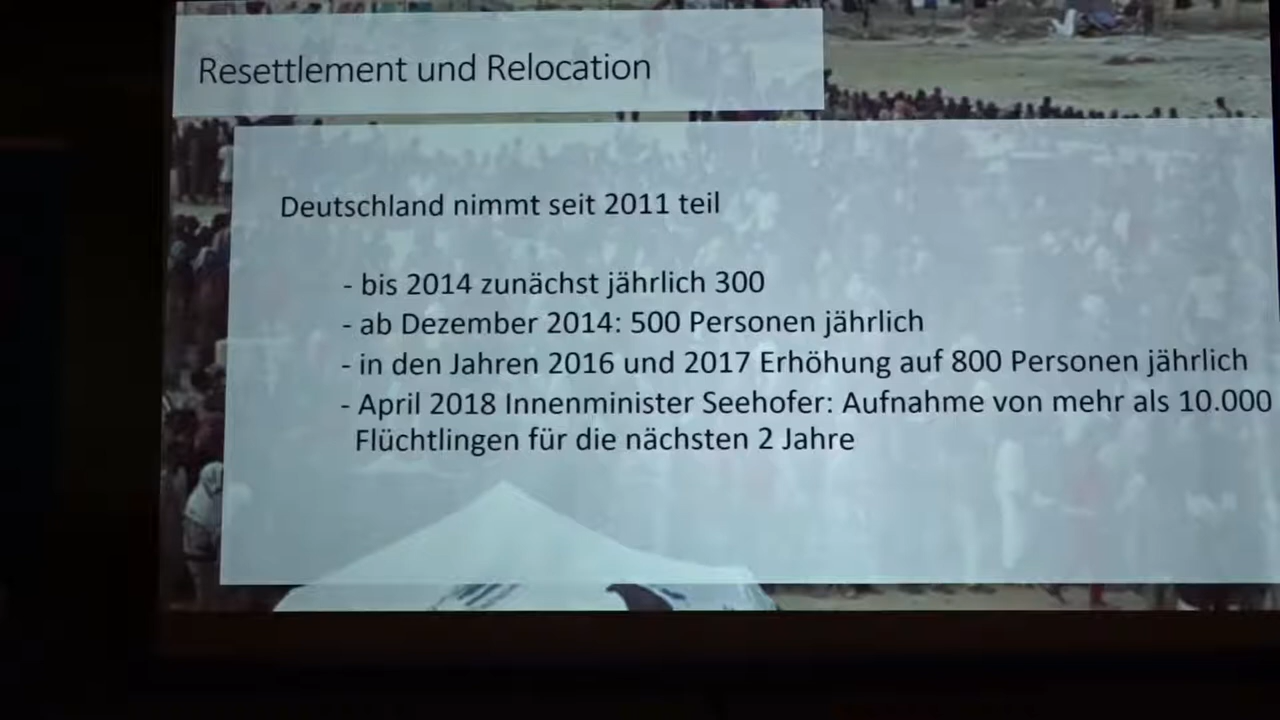 Resettlement und Relocation
Deutschland nimmt seit 2011 teil
- bis 2014 zunächst jährlich 300
- ab Dezember 2014: 500 Personen jährlich
- in den Jahren 2016 und 2017 Erhöhung auf 800 Personen jährlich
- April 2018 Innenminister Seehofer: Aufnahme von mehr als 10.000
Flüchtlingen für die nächsten 2 Jahre